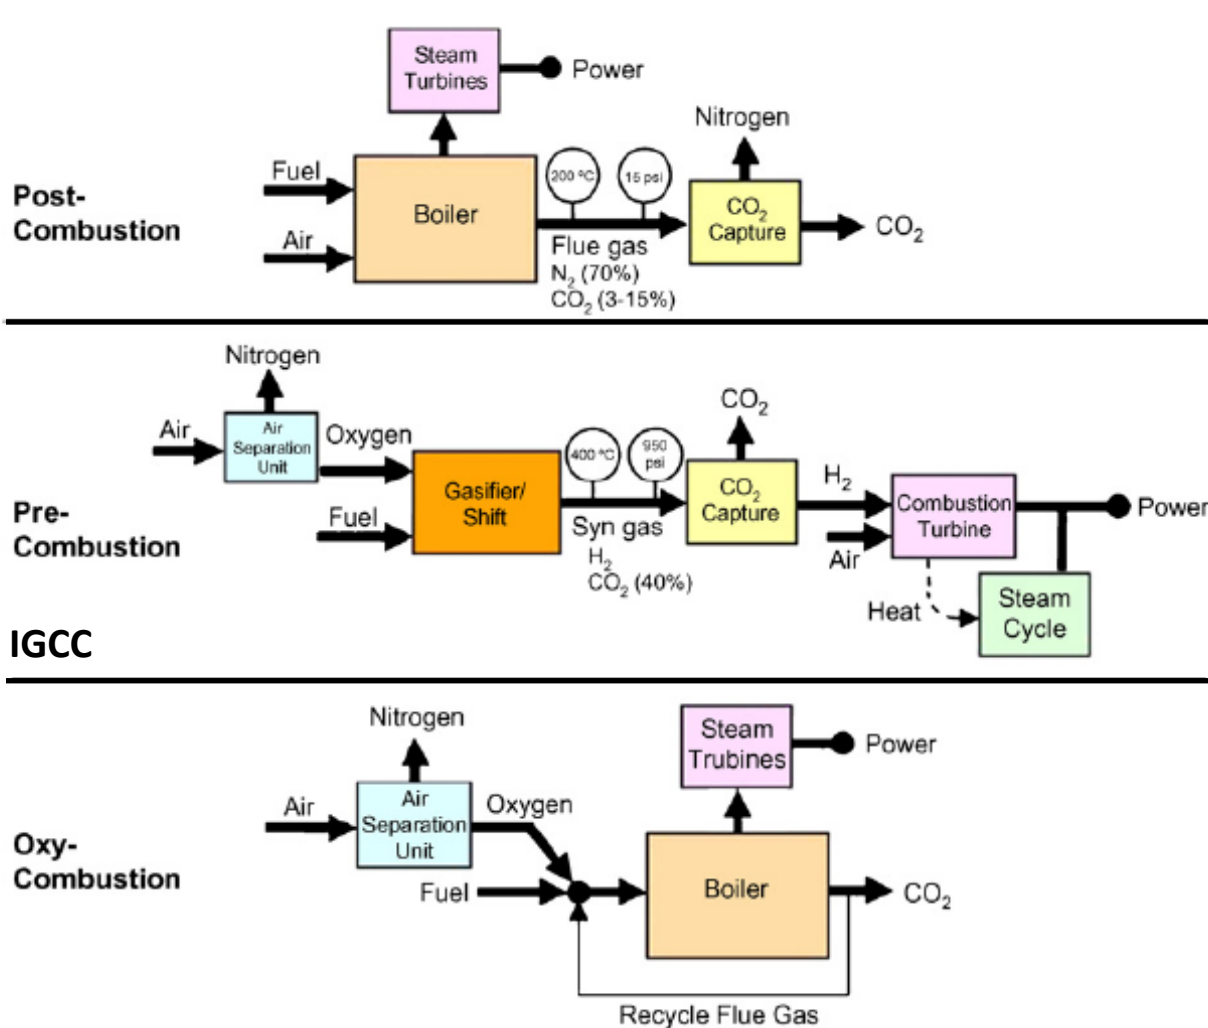 Steam
Turbines
Power
Nitrogen
Fuel
200 ºC
15 psi
Post-
Combustion
Boiler
CO₂
Capture
CO₂
Air
Flue gas
N₂ (70%)
CO₂ (3-15%)
Nitrogen
CO₂
Air
Air
Separation
Unit
Oxygen
400 ºC
950
psi
Gasifier/
Shift
CO₂
Capture
H₂
Combustion
Turbine
Power
Pre-
Combustion
Fuel
Syn gas
H₂
CO₂ (40%)
Air
Heat
Steam
Cycle
IGCC
Nitrogen
Steam
Trubines
Power
Air
Air
Separation
Unit
Oxygen
Oxy-
Combustion
Fuel
Boiler
CO₂
Recycle Flue Gas